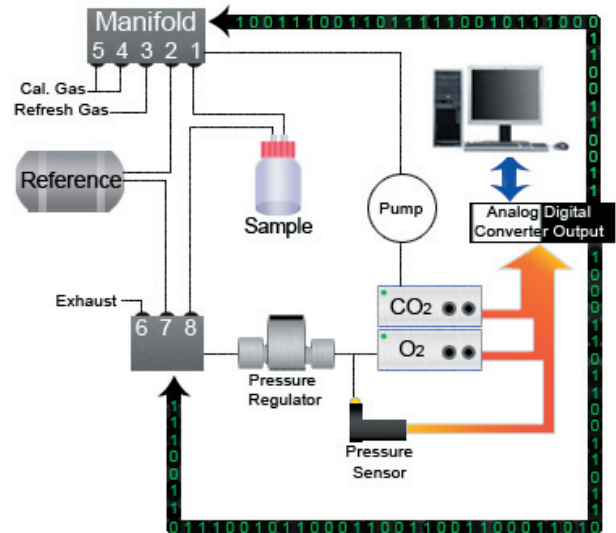 Manifold
5 4 3 2 1
Cal. Gas
Refresh Gas
Reference
Sample
Pump
Analog Digital
Converter Output
Exhaust
6 7 8
CO2
O2
Pressure
Regulator
Pressure
Sensor